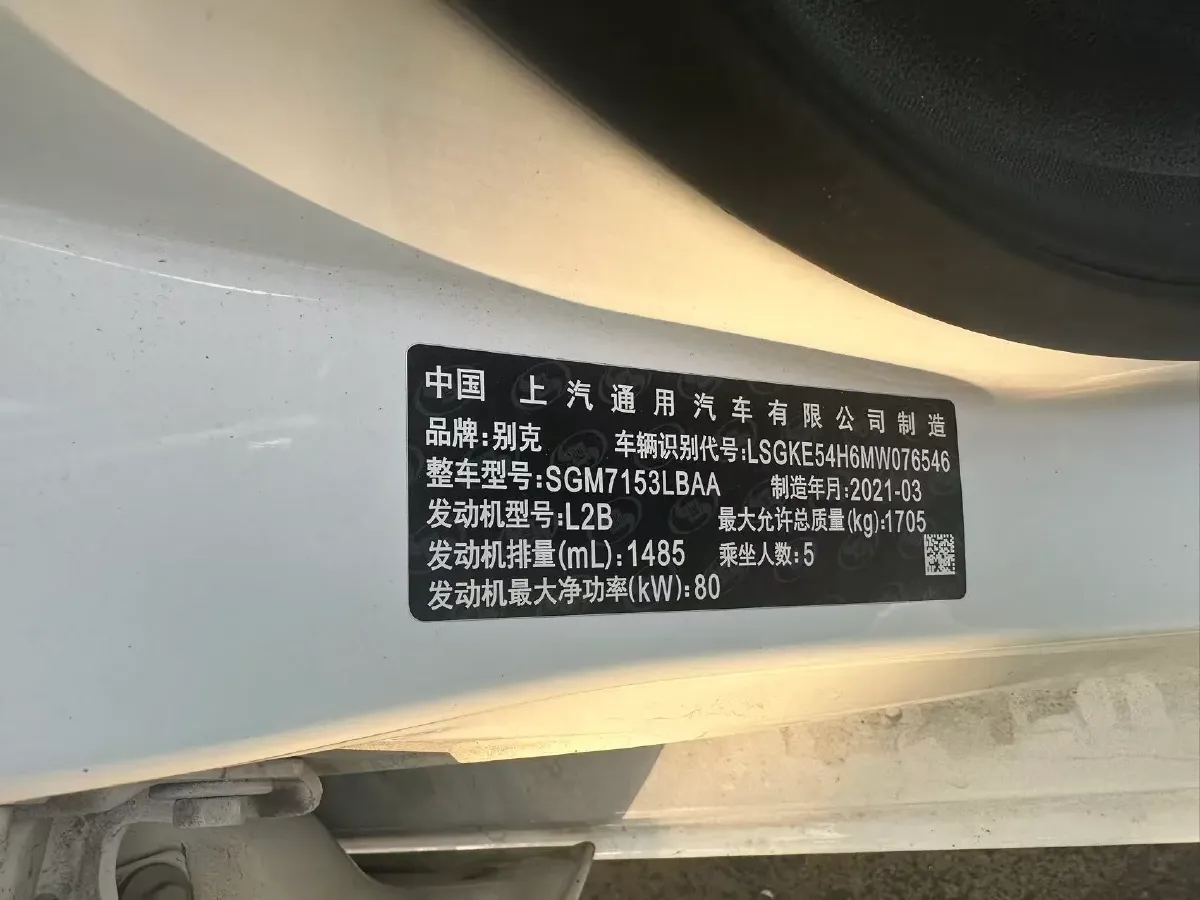 中国 上汽通用汽车有限公司制造
品牌:别克 车辆识别代号:LSGKE54H6MW076546
整车型号:SGM7153LBAA 制造年月:2021-03
发动机型号:L2B 最大允许总质量(kg):1705
发动机排量(mL):1485 乘坐人数:5
发动机最大净功率(kW):80